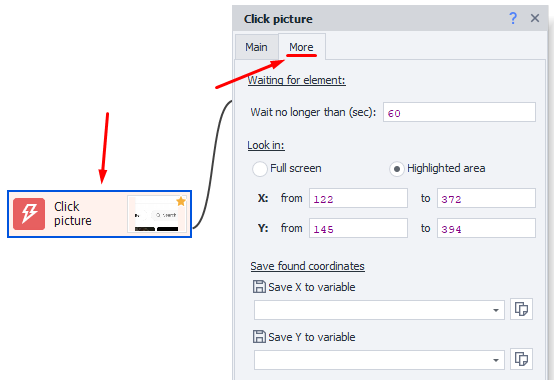 Click picture
Main
More
Waiting for element:
Wait no longer than (sec):
60
Look in:
Full screen
Highlighted area
X: from 122 to 372
Y: from 145 to 394
Save found coordinates
Save X to variable
Save Y to variable
Click
picture
Search